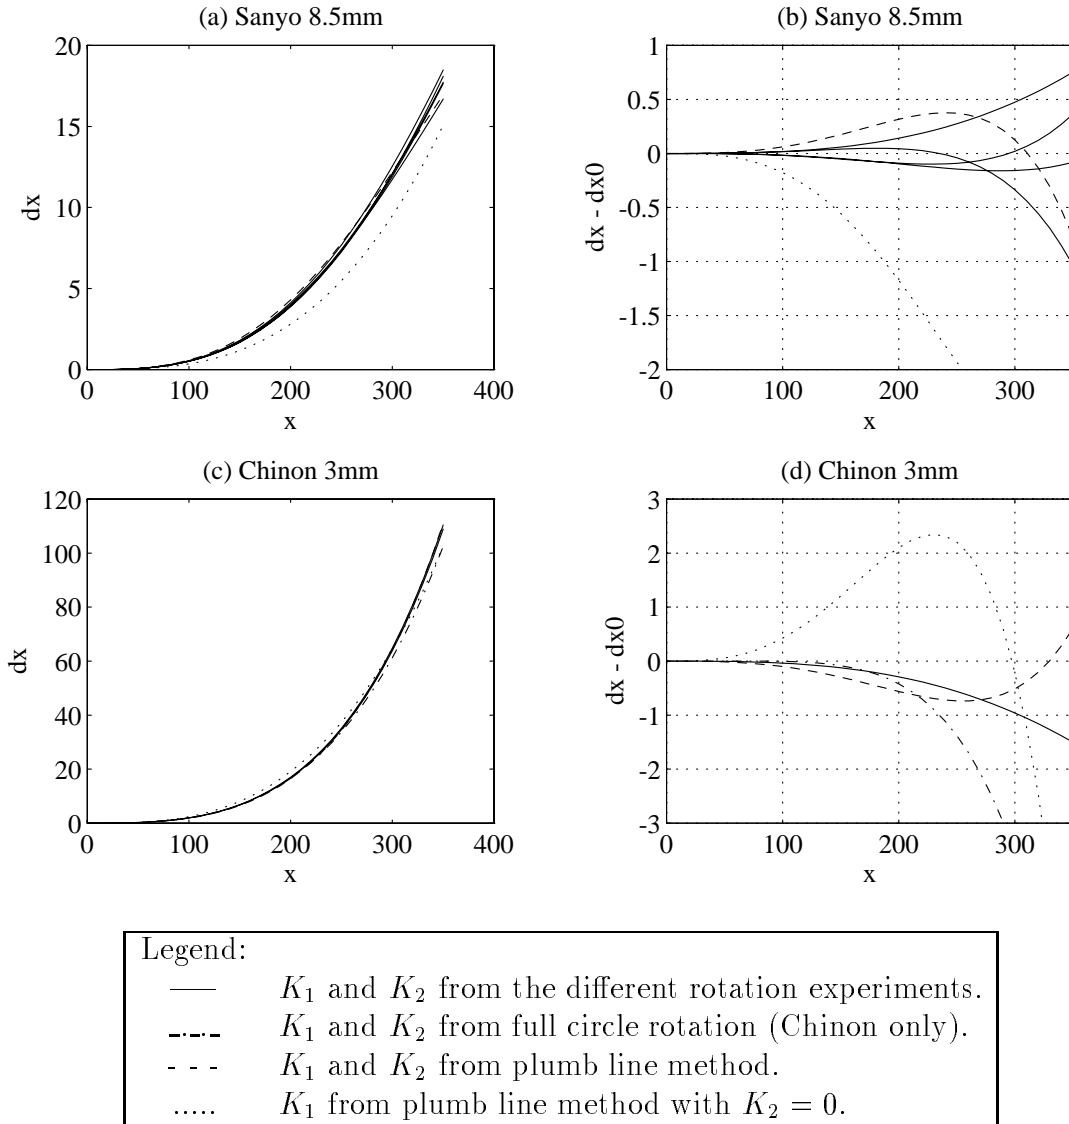 (a) Sanyo 8.5mm
20
15
10
5
0
dx
0 100 200 300 400
x
(b) Sanyo 8.5mm
1
0.5
0
-0.5
-1
-1.5
-2
dx - dx0
0 100 200 300
x
(c) Chinon 3mm
120
100
80
60
40
20
0
dx
0 100 200 300 400
x
(d) Chinon 3mm
3
2
1
0
-1
-2
-3
dx - dx0
0 100 200 300
x
Legend:
K₁ and K₂ from the different rotation experiments.
K₁ and K₂ from full circle rotation (Chinon only).
K₁ and K₂ from plumb line method.
K₁ from plumb line method with K₂ = 0.